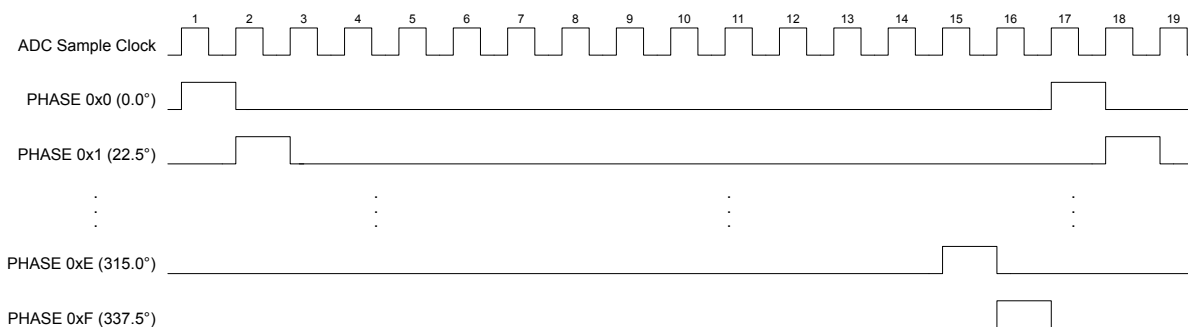 1 2 3 4 5 6 7 8 9 10 11 12 13 14 15 16 17 18 19
ADC Sample Clock
PHASE 0x0 (0.0°)
PHASE 0x1 (22.5°)
PHASE 0xE (315.0°)
PHASE 0xF (337.5°)